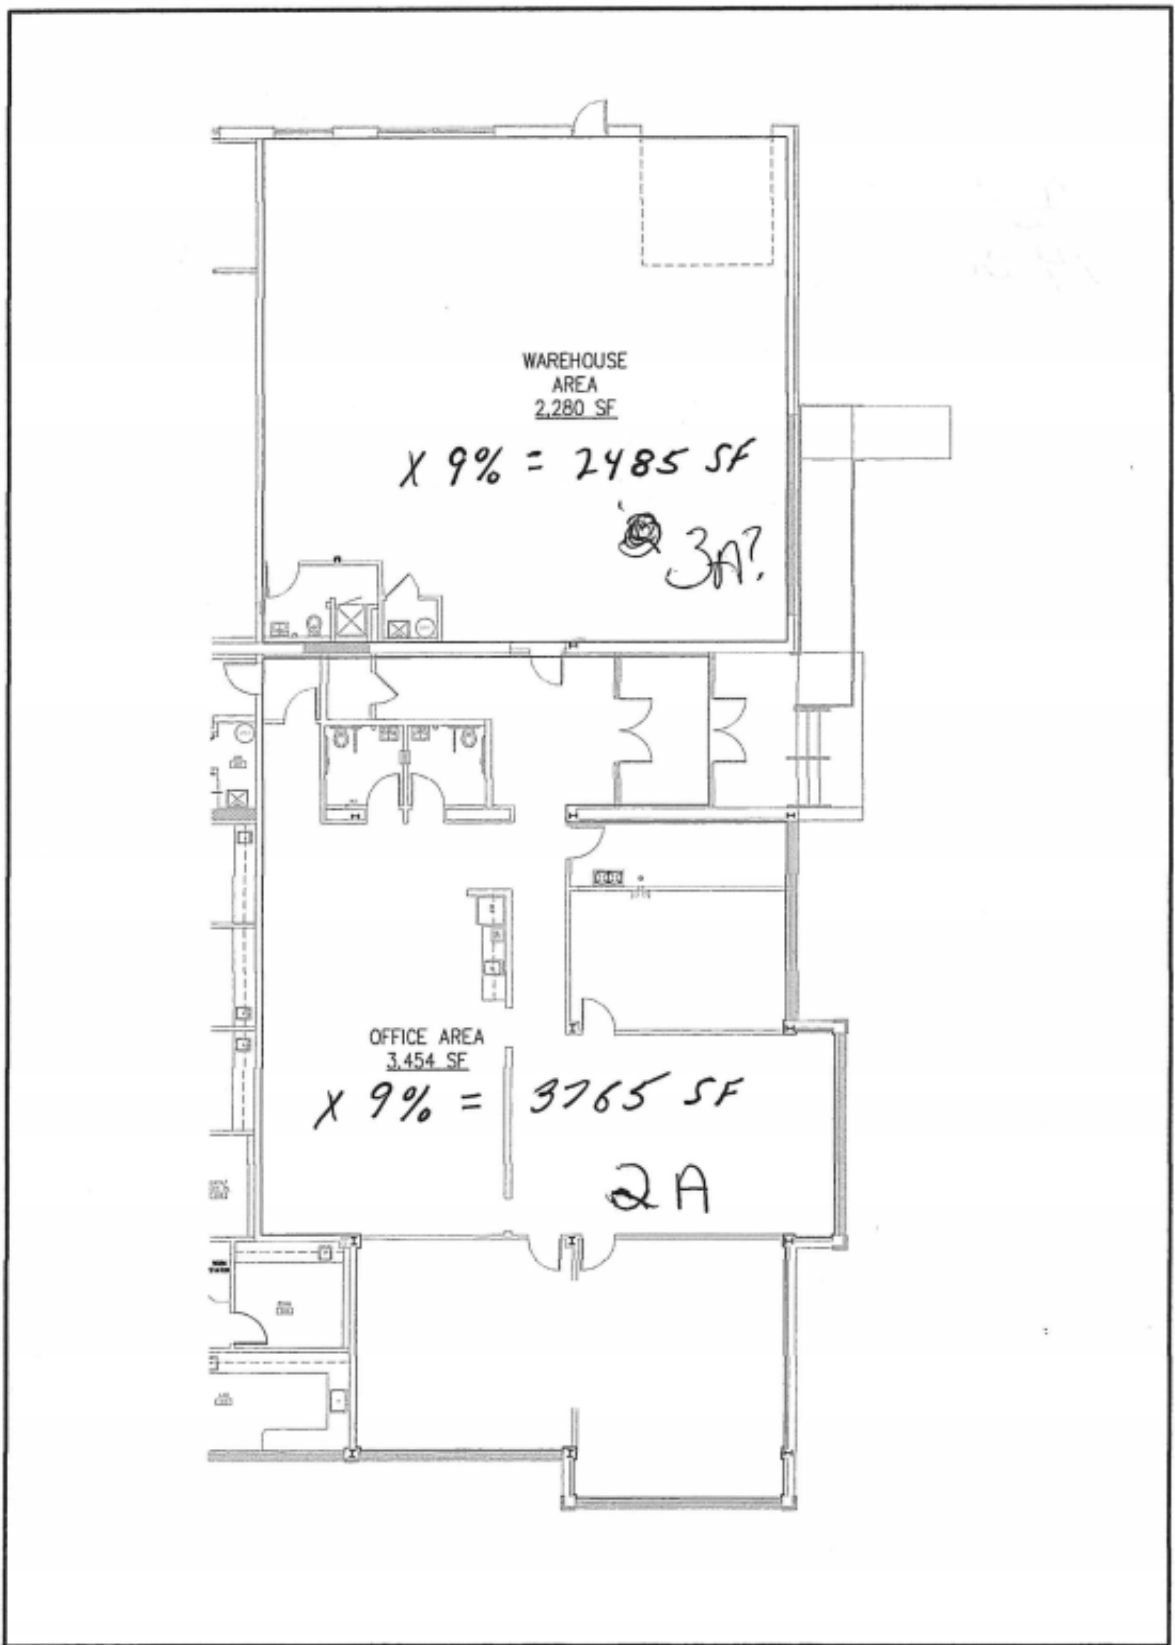 WAREHOUSE
AREA
2,280 SF
X 9% = 2485 SF
3A?
OFFICE AREA
3,454 SF
X 9% = 3765 SF
2A